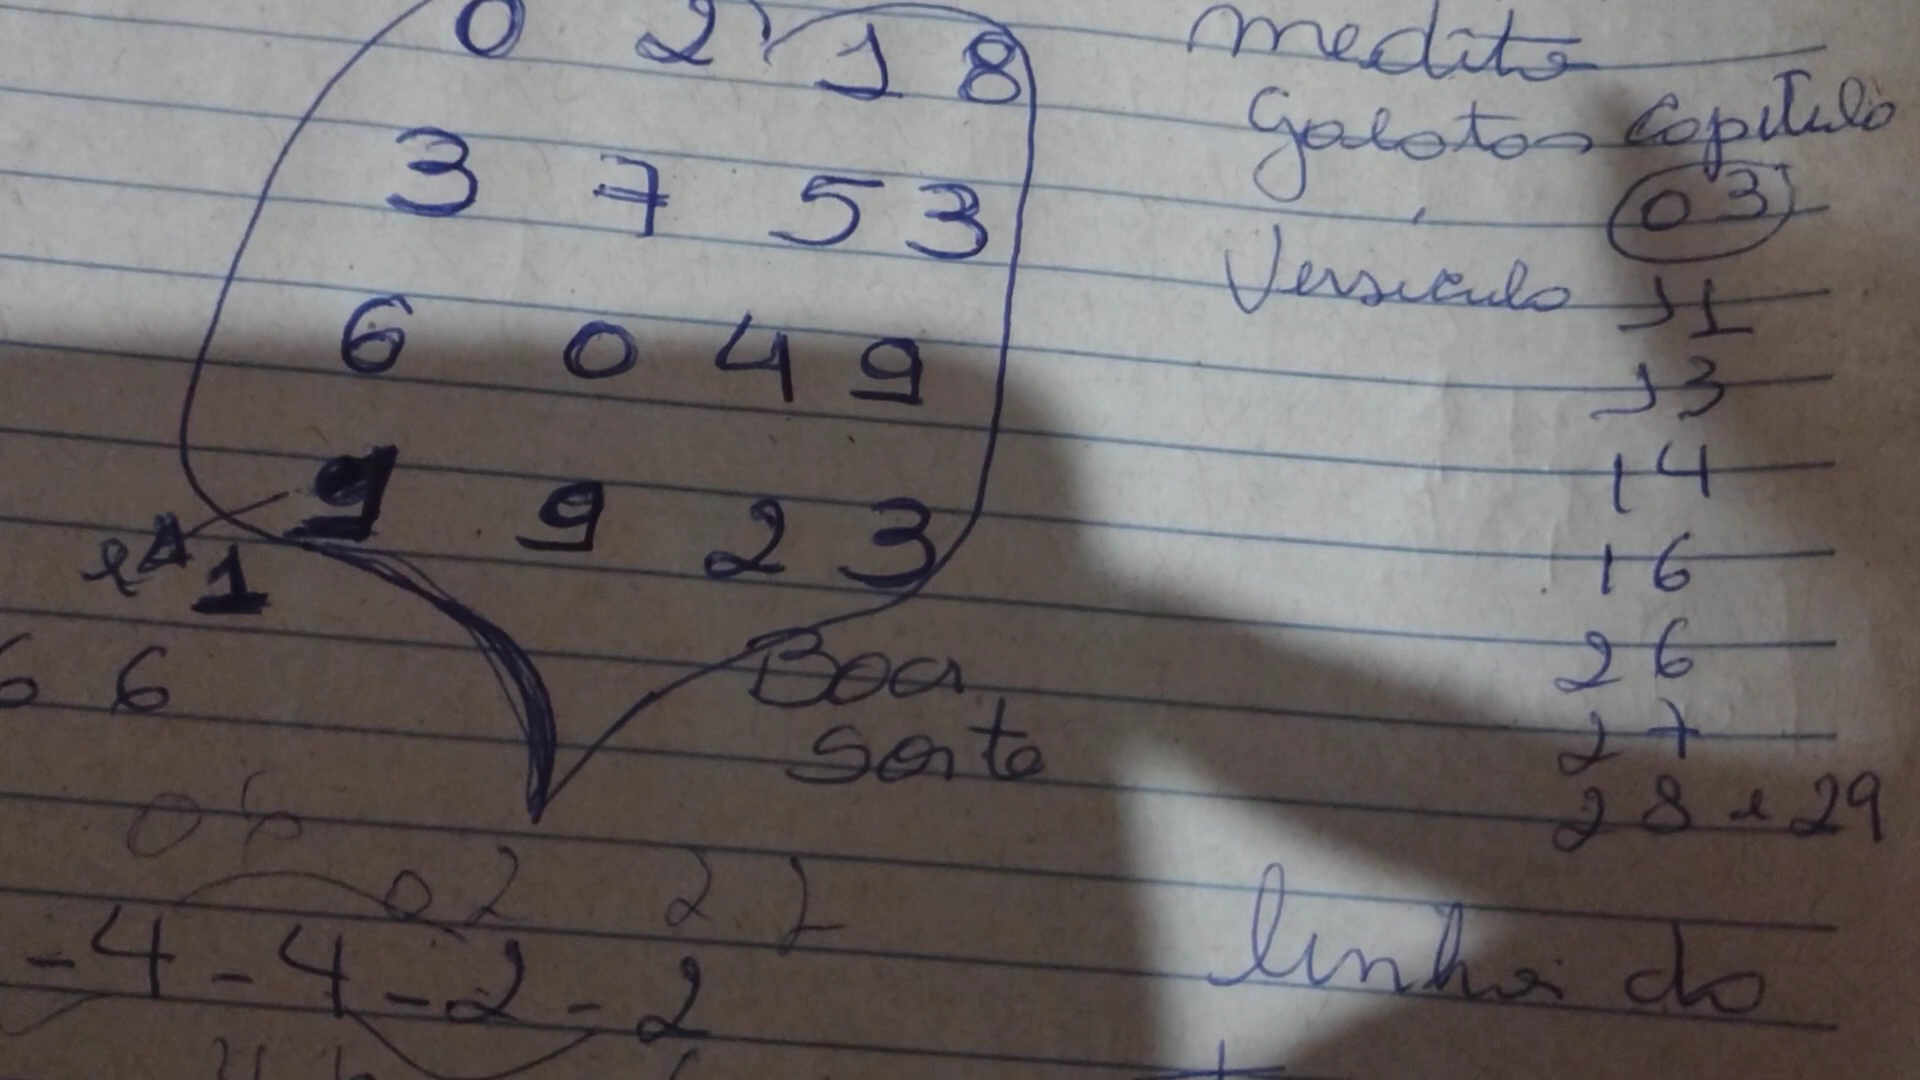 0 2 1 8
3 7 5 3
6 0 4 9
9 9 2 3
1
6 6
Boa
Sorte
02 22
-4-4-2-2
medite
Galatas Capitulo
03
Versiculo 11
13
14
16
26
27
28 e 29
linha do